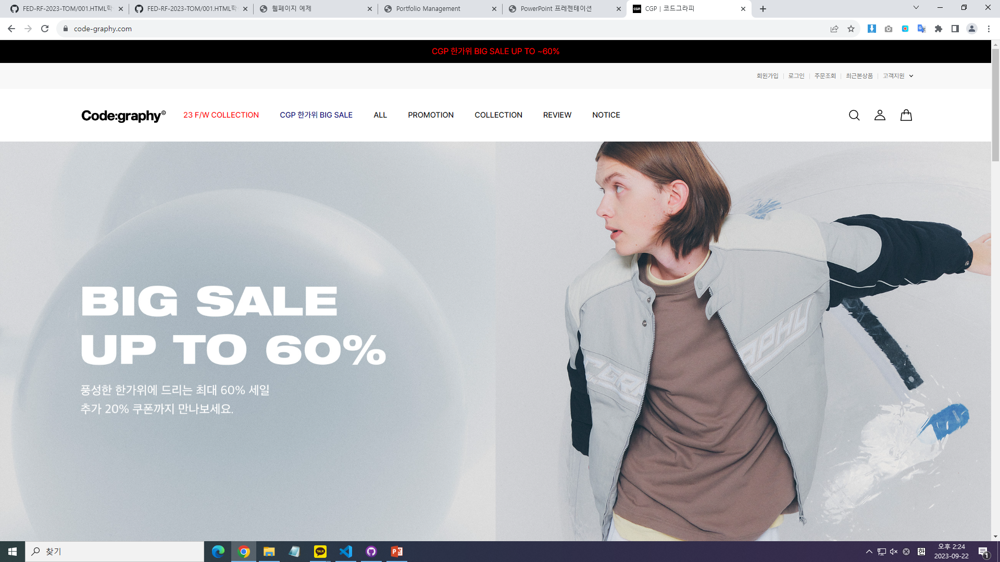 FED-RF-2023-TOM/001.HTML학
FED-RF-2023-TOM/001.HTML학
웹페이지 예제
Portfolio Management
PowerPoint 프레젠테이션
CGP | 코드그라피
code-graphy.com
CGP 한가위 BIG SALE UP TO ~60%
회원가입
로그인
주문조회
최근본상품
고객지원
Code:graphy©
23 F/W COLLECTION
CGP 한가위 BIG SALE
ALL
PROMOTION
COLLECTION
REVIEW
NOTICE
BIG SALE
UP TO 60%
풍성한 한가위에 드리는 최대 60% 세일
추가 20% 쿠폰까지 만나보세요.
찾기
TALK
한
오후 2:24
2023-09-22
1